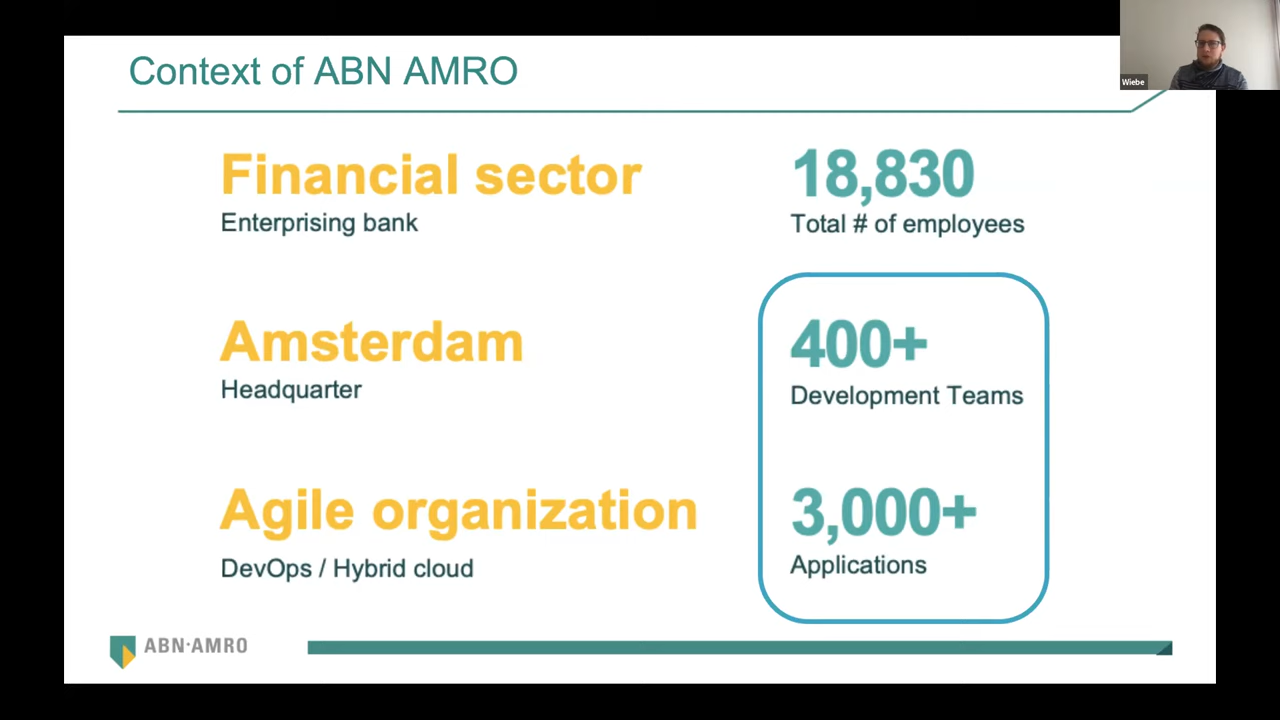 Context of ABN AMRO
Wiebe
Financial sector
Enterprising bank
18,830
Total # of employees
Amsterdam
Headquarter
400+
Development Teams
Agile organization
DevOps / Hybrid cloud
3,000+
Applications
ABN·AMRO